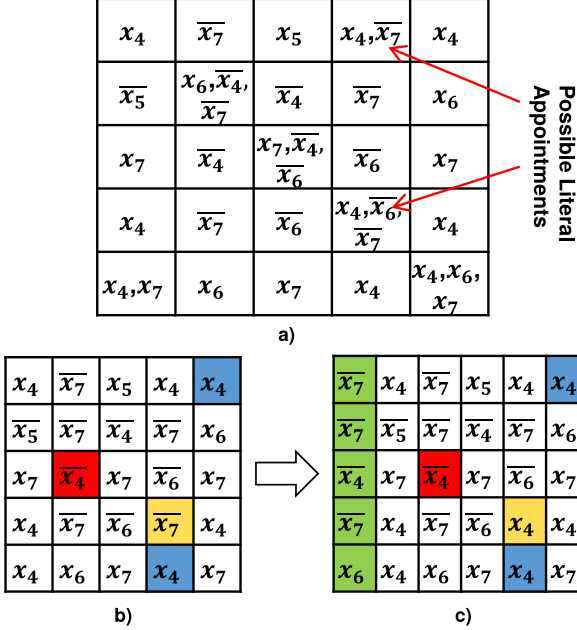 x₄ x̅₇ x₅ x₄,x̅₇ x₄
x̅₅ x₆,x̅₄, x̅₇ x̅₄ x̅₇ x₆
x₇ x̅₄ x₇,x̅₄, x̅₆ x̅₆ x₇
x₄ x̅₇ x̅₆ x₄,x̅₆, x̅₇ x₄
x₄,x₇ x₆ x₇ x₄ x₄,x₆, x₇
Possible Literal
Appointments
a)
x₄ x̅₇ x₅ x₄ x₄
x̅₅ x̅₇ x̅₄ x̅₇ x₆
x₇ x̅₄ x₇ x̅₆ x₇
x₄ x̅₇ x̅₆ x̅₇ x₄
x₄ x₆ x₇ x₄ x₇
b)
x̅₇ x₄ x̅₇ x₅ x₄ x₄
x̅₇ x̅₅ x̅₇ x̅₄ x̅₇ x₆
x̅₄ x₇ x̅₄ x₇ x̅₆ x₇
x̅₇ x₄ x̅₇ x̅₆ x₄ x₄
x₆ x₄ x₆ x₇ x₄ x₇
c)